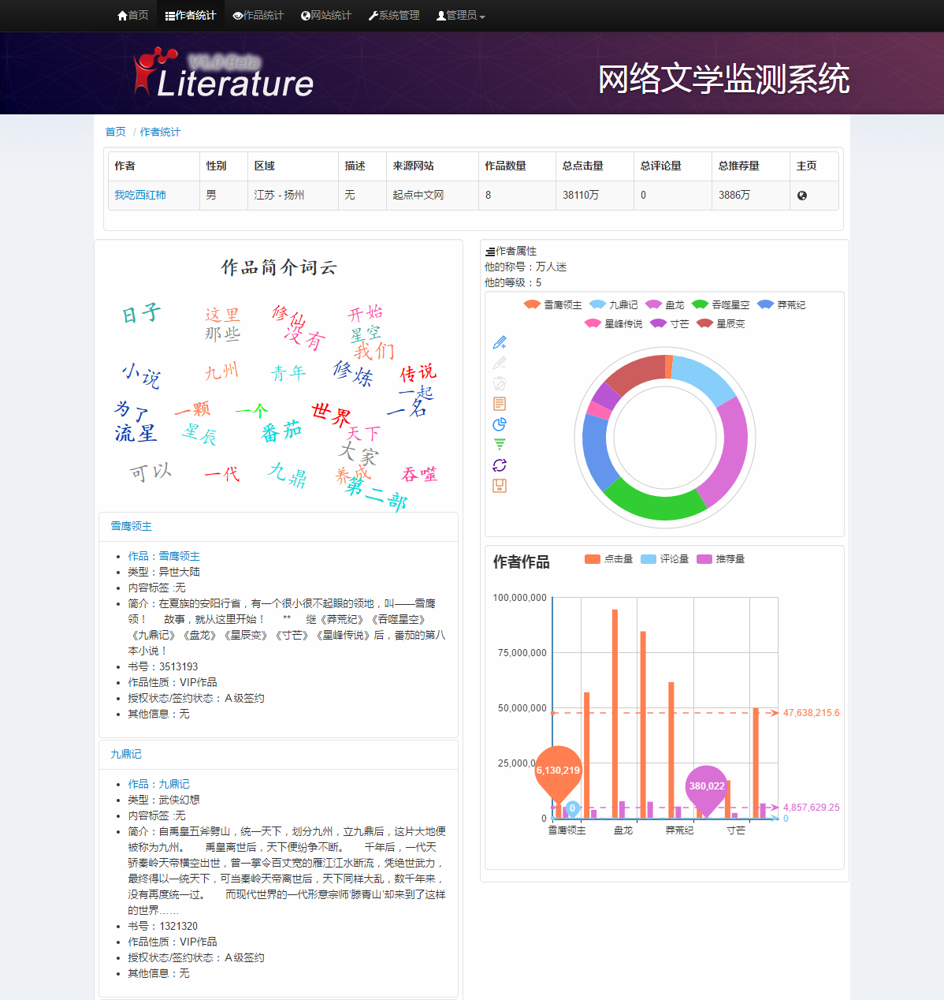 首页 作者统计 作品统计 网站统计 系统管理 管理员
V1.0 Beta
Literature
网络文学监测系统
首页 / 作者统计
作者 性别 区域 描述 来源网站 作品数量 总点击量 总评论量 总推荐量 主页
我吃西红柿 男 江苏 - 扬州 无 起点中文网 8 38110万 0 3886万
作品简介词云
日子 这里 修仙 开始
那些 没有 星空
我们
小说 九州 青年 修炼 传说
一起
为了 一颗 一个 世界 一名
流星 星辰 番茄 天下
大家
可以 一代 九鼎 养成 吞噬
第二部
雪鹰领主
作品：雪鹰领主
类型：异世大陆
内容标签 :无
简介：在夏族的安阳行省，有一个很小很不起眼的领地，叫——雪鹰
领！ 故事，就从这里开始！ ** 继《莽荒纪》《吞噬星空》
《九鼎记》《盘龙》《星辰变》《寸芒》《星峰传说》后，番茄的第八
本小说！
书号：3513193
作品性质：VIP作品
授权状态/签约状态：A级签约
其他信息：无
九鼎记
作品：九鼎记
类型：武侠幻想
内容标签 :无
简介：自禹皇五斧劈山，统一天下，划分九州，立九鼎后，这片大地便
被称为九州。 禹皇离世后，天下便纷争不断。 千年后，一代天
骄秦岭天帝横空出世，曾一掌令百丈宽的雁江江水断流，凭绝世武力，
最终得以一统天下，可当秦岭天帝离世后，天下同样大乱，数千年来，
没有再度统一过。 而现代世界的一代形意宗师‘滕青山’却来到了这样
的世界……
书号：1321320
作品性质：VIP作品
授权状态/签约状态：A级签约
其他信息：无
作者属性
他的称号：万人迷
他的等级：5
雪鹰领主 九鼎记 盘龙 吞噬星空 莽荒纪
星峰传说 寸芒 星辰变
作者作品 点击量 评论量 推荐量
100,000,000
75,000,000
50,000,000
47,638,215.6
25,000,0
6,130,219
380,022
0
4,857,629.25
0
0
雪鹰领主 盘龙 莽荒纪 寸芒